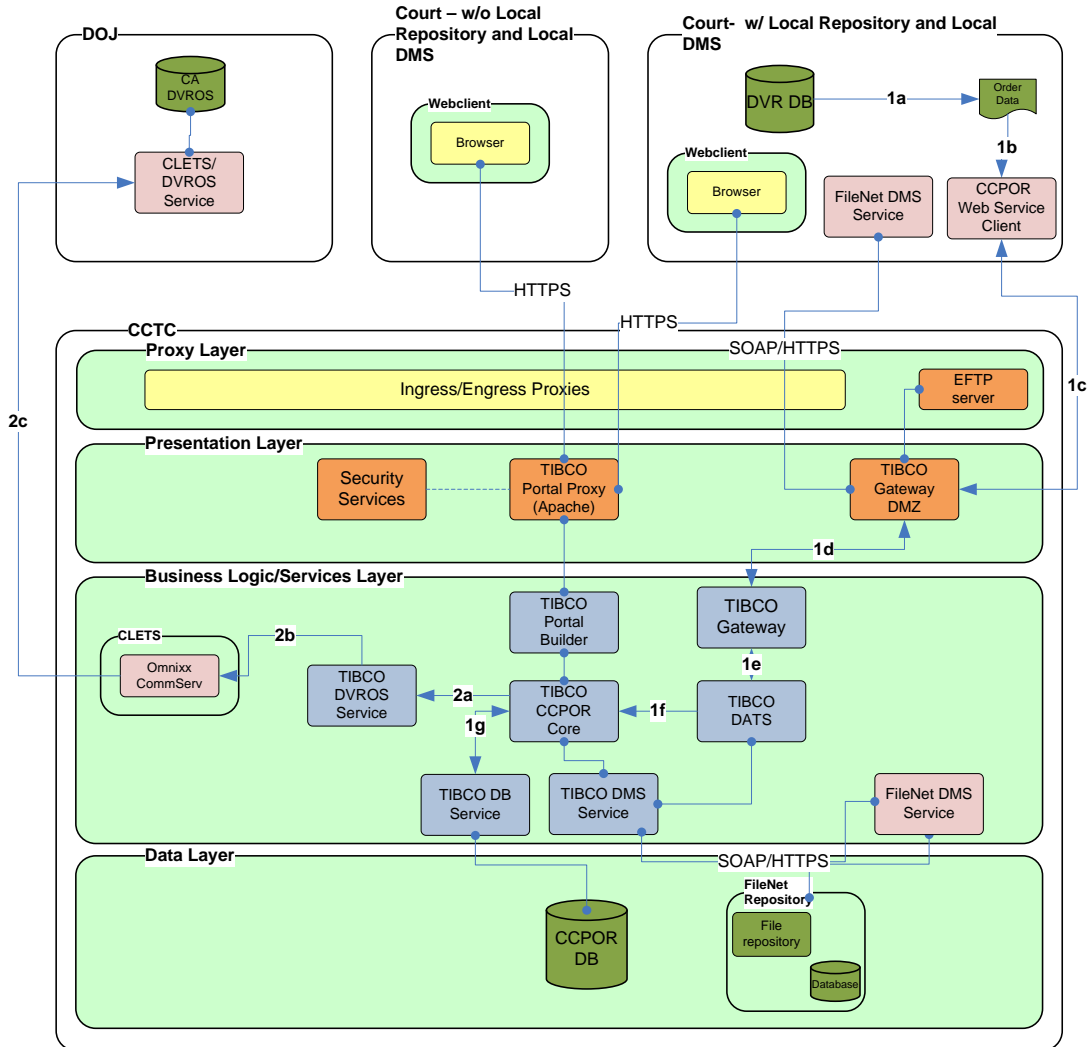 DOJ
CA
DVROS
CLETS/
DVROS
Service
Court – w/o Local
Repository and Local
DMS
Webclient
Browser
Court-  w/ Local Repository and Local
DMS
DVR DB
1a
Order
Data
1b
Webclient
Browser
FileNet DMS
Service
CCPOR
Web Service
Client
HTTPS
HTTPS
SOAP/HTTPS
1c
2c
CCTC
Proxy Layer
Ingress/Engress Proxies
EFTP
server
Presentation Layer
Security
Services
TIBCO
Portal Proxy
(Apache)
TIBCO
Gateway
DMZ
1d
Business Logic/Services Layer
CLETS
Omnixx
CommServ
2b
TIBCO
DVROS
Service
2a
TIBCO
Portal
Builder
TIBCO
CCPOR
Core
1g
TIBCO
Gateway
1e
TIBCO
DATS
1f
TIBCO DB
Service
TIBCO DMS
Service
FileNet DMS
Service
SOAP/HTTPS
Data Layer
CCPOR
DB
FileNet
Repository
File
repository
Database